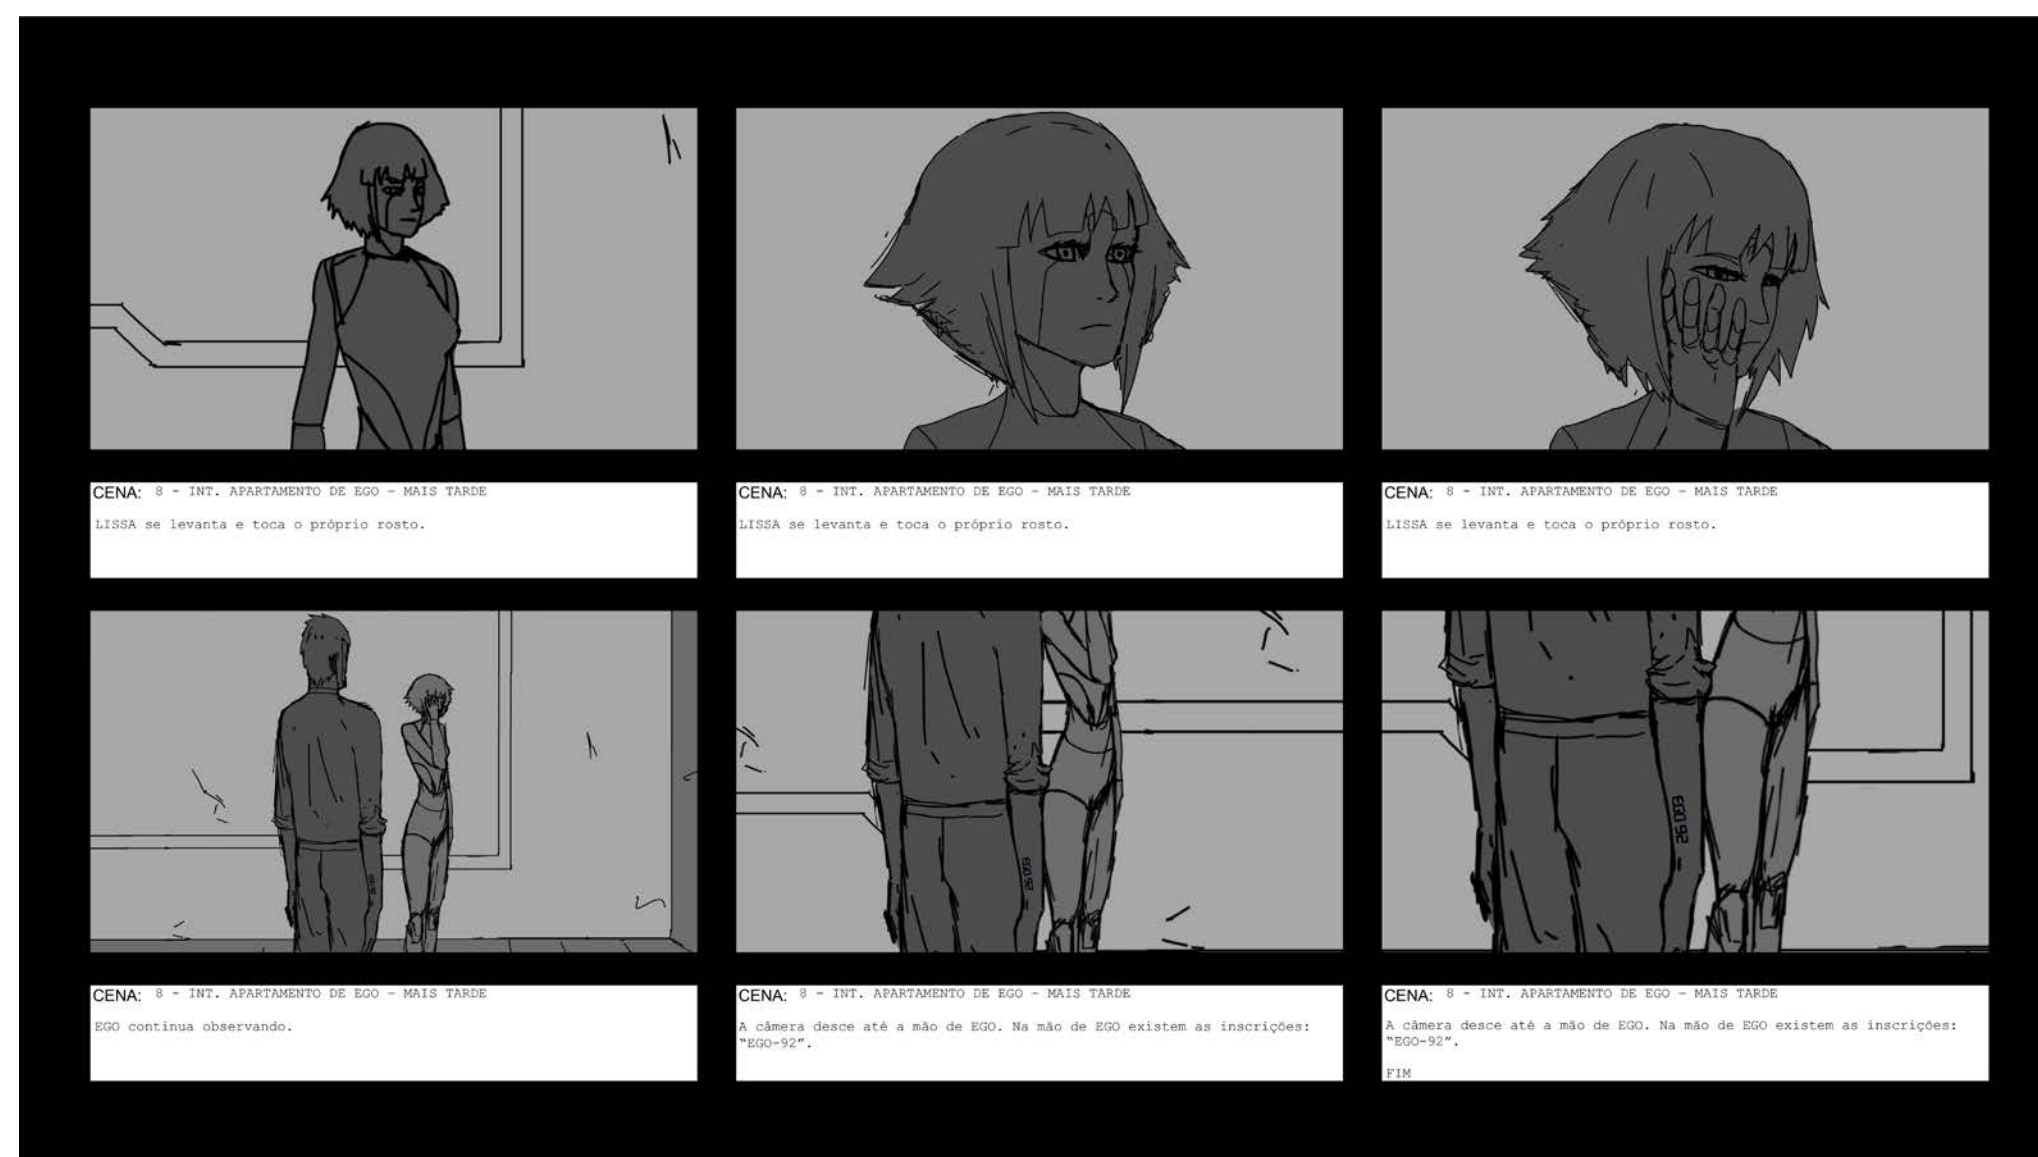 CENA: 8 - INT. APARTAMENTO DE EGO - MAIS TARDE
LISSA se levanta e toca o próprio rosto.
CENA: 8 - INT. APARTAMENTO DE EGO - MAIS TARDE
LISSA se levanta e toca o próprio rosto.
CENA: 8 - INT. APARTAMENTO DE EGO - MAIS TARDE
LISSA se levanta e toca o próprio rosto.
CENA: 8 - INT. APARTAMENTO DE EGO - MAIS TARDE
EGO continua observando.
EGO 92
CENA: 8 - INT. APARTAMENTO DE EGO - MAIS TARDE
A câmera desce até a mão de EGO. Na mão de EGO existem as inscrições:
"EGO-92".
EGO 92
CENA: 8 - INT. APARTAMENTO DE EGO - MAIS TARDE
A câmera desce até a mão de EGO. Na mão de EGO existem as inscrições:
"EGO-92".
FIM